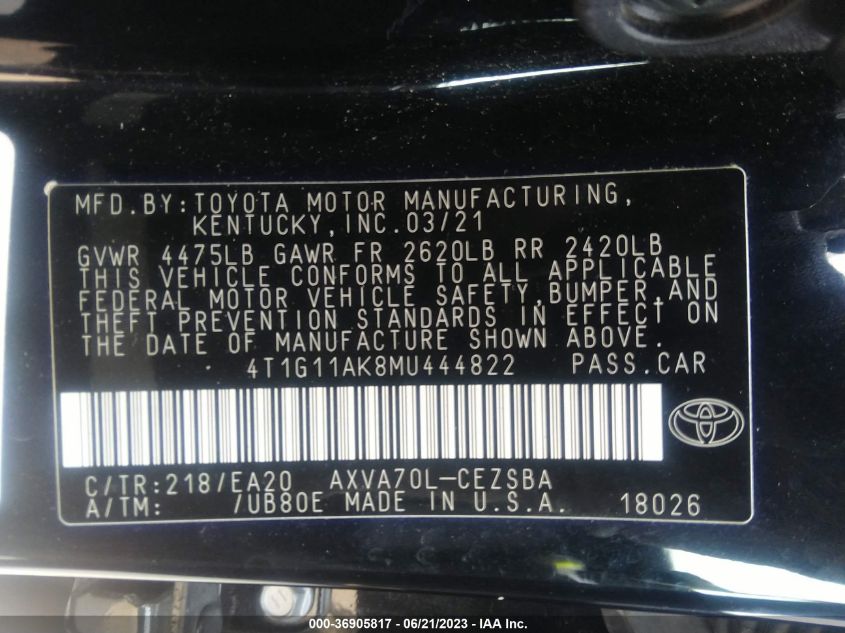 MFD.BY:TOYOTA MOTOR MANUFACTURING,
KENTUCKY,INC.03/21
GVWR 4475LB GAWR FR 2620LB RR 2420LB
THIS VEHICLE CONFORMS TO ALL APPLICABLE
FEDERAL MOTOR VEHICLE SAFETY,BUMPER,AND
THEFT PREVENTION STANDARDS IN EFFECT ON
THE DATE OF MANUFACTURE SHOWN ABOVE.
4T1G11AK8MU444822 PASS.CAR
C/TR:218/EA20 AXVA70L-CEZSBA
A/TM: /UB80E MADE IN U.S.A. 18026
000-36905817 - 06/21/2023 - IAA Inc.